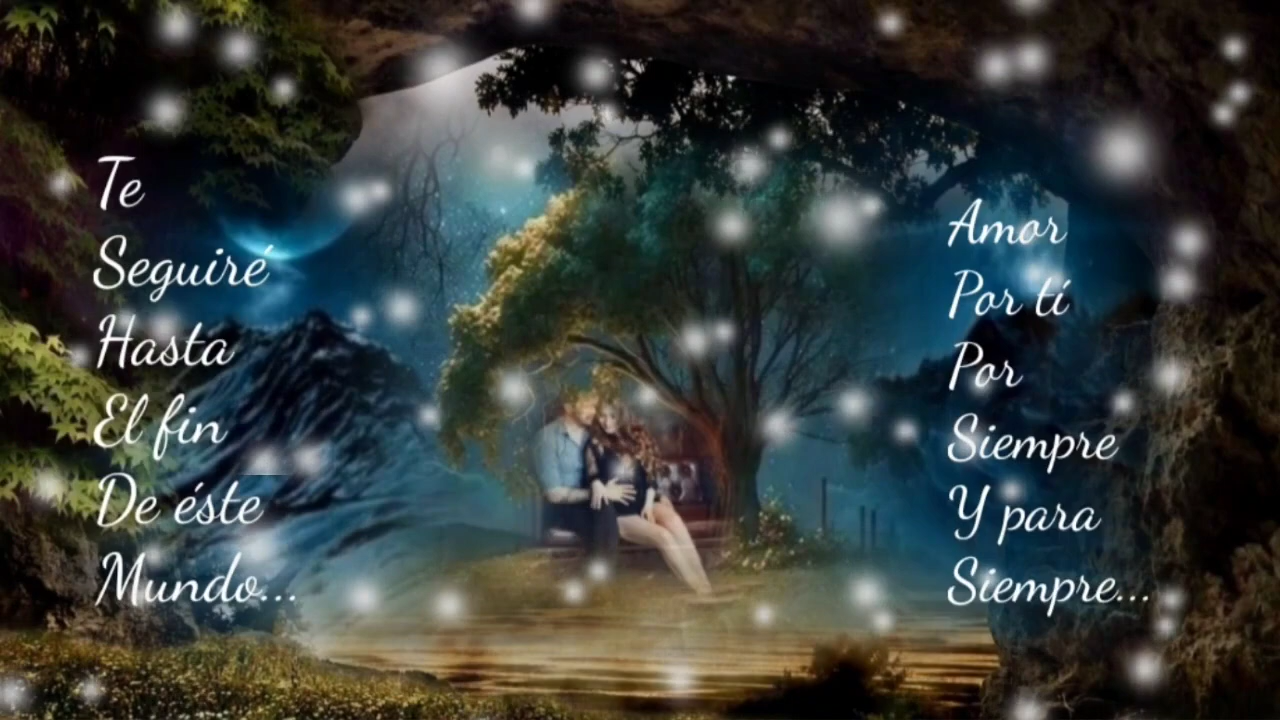 Te
Seguiré
Hasta
El fin
De éste
Mundo...
Amor
Por tí
Por
Siempre
Y para
Siempre...